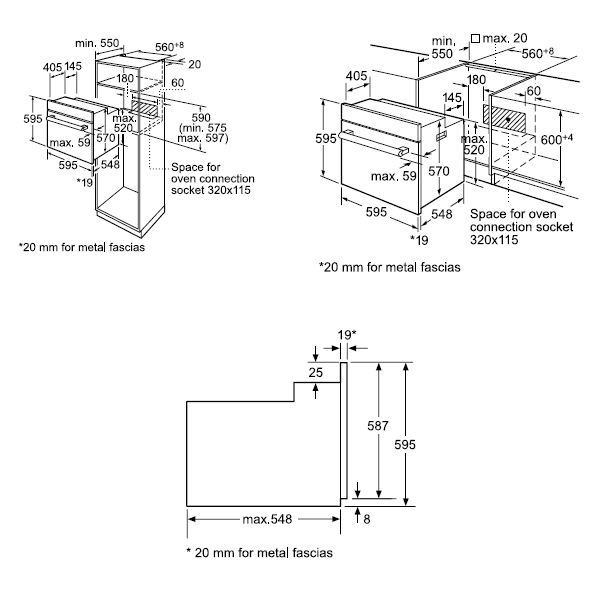 min. 550
560+8
20
405 145
180
60
595
max.
520
590
(min. 575
max. 597)
max. 59
570
595
548
*19
Space for
oven connection
socket 320x115
*20 mm for metal fascias
min.
550
□ max. 20
560+8
405
180
60
145
595
max.
520
600+4
max. 59
570
595
548
*19
Space for oven
connection socket
320x115
*20 mm for metal fascias
19*
25
587
595
max.548
8
* 20 mm for metal fascias